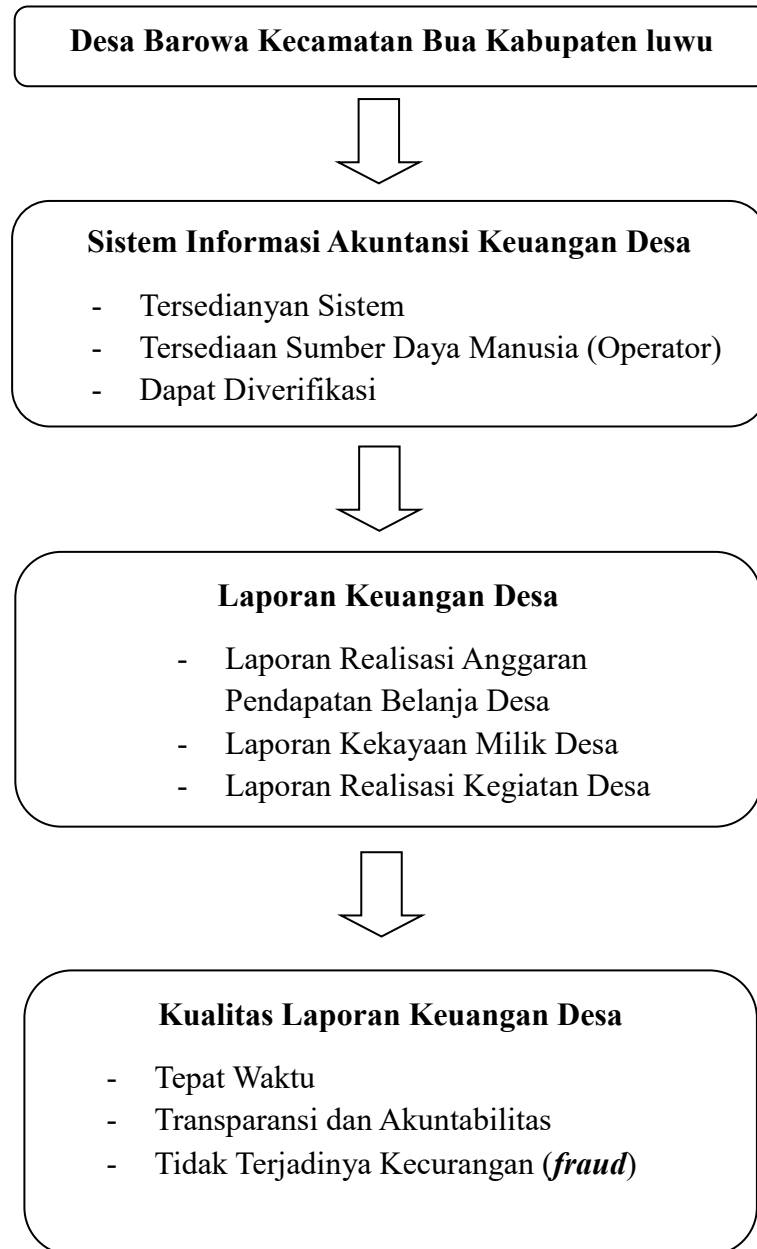 Desa Barowa Kecamatan Bua Kabupaten luwu
Sistem Informasi Akuntansi Keuangan Desa
- Tersedianyan Sistem
- Tersediaan Sumber Daya Manusia (Operator)
- Dapat Diverifikasi
Laporan Keuangan Desa
- Laporan Realisasi Anggaran
Pendapatan Belanja Desa
- Laporan Kekayaan Milik Desa
- Laporan Realisasi Kegiatan Desa
Kualitas Laporan Keuangan Desa
- Tepat Waktu
- Transparansi dan Akuntabilitas
- Tidak Terjadinya Kecurangan (fraud)